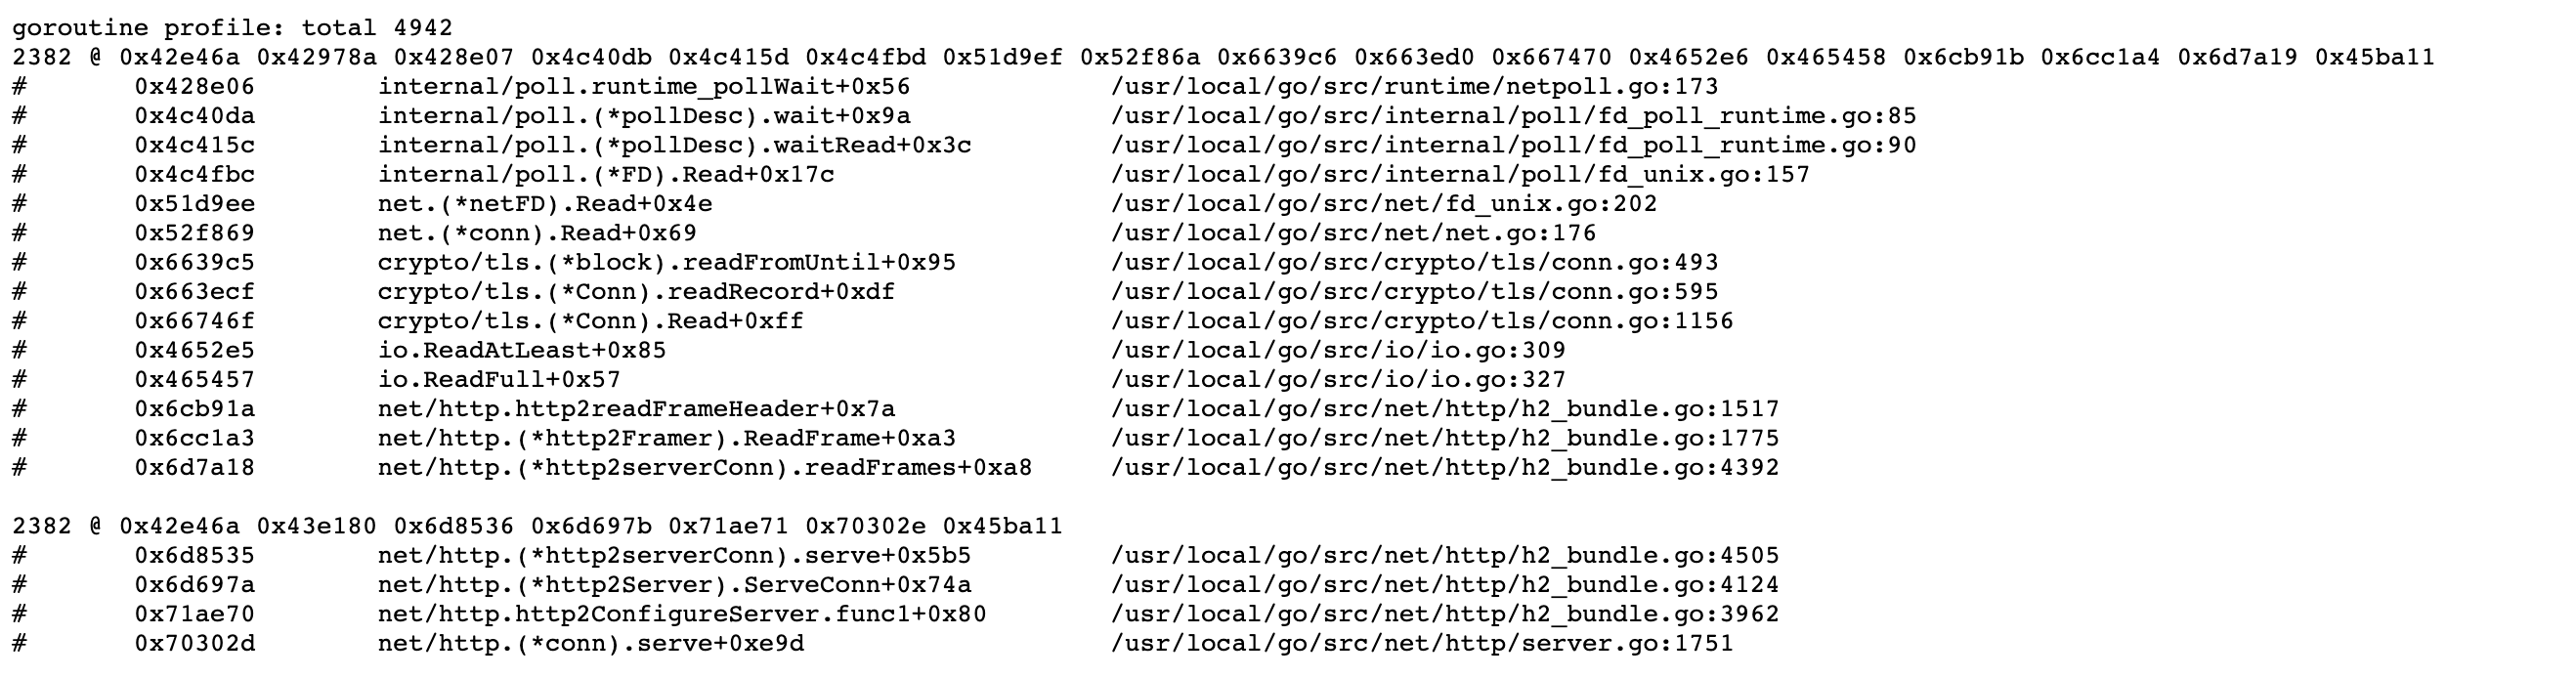 goroutine profile: total 4942
2382 @ 0x42e46a 0x42978a 0x428e07 0x4c40db 0x4c415d 0x4c4fbd 0x51d9ef 0x52f86a 0x6639c6 0x663ed0 0x667470 0x4652e6 0x465458 0x6cb91b 0x6cc1a4 0x6d7a19 0x45ba11
# 0x428e06 internal/poll.runtime_pollWait+0x56 /usr/local/go/src/runtime/netpoll.go:173
# 0x4c40da internal/poll.(*pollDesc).wait+0x9a /usr/local/go/src/internal/poll/fd_poll_runtime.go:85
# 0x4c415c internal/poll.(*pollDesc).waitRead+0x3c /usr/local/go/src/internal/poll/fd_poll_runtime.go:90
# 0x4c4fbc internal/poll.(*FD).Read+0x17c /usr/local/go/src/internal/poll/fd_unix.go:157
# 0x51d9ee net.(*netFD).Read+0x4e /usr/local/go/src/net/fd_unix.go:202
# 0x52f869 net.(*conn).Read+0x69 /usr/local/go/src/net/net.go:176
# 0x6639c5 crypto/tls.(*block).readFromUntil+0x95 /usr/local/go/src/crypto/tls/conn.go:493
# 0x663ecf crypto/tls.(*Conn).readRecord+0xdf /usr/local/go/src/crypto/tls/conn.go:595
# 0x66746f crypto/tls.(*Conn).Read+0xff /usr/local/go/src/crypto/tls/conn.go:1156
# 0x4652e5 io.ReadAtLeast+0x85 /usr/local/go/src/io/io.go:309
# 0x465457 io.ReadFull+0x57 /usr/local/go/src/io/io.go:327
# 0x6cb91a net/http.http2readFrameHeader+0x7a /usr/local/go/src/net/http/h2_bundle.go:1517
# 0x6cc1a3 net/http.(*http2Framer).ReadFrame+0xa3 /usr/local/go/src/net/http/h2_bundle.go:1775
# 0x6d7a18 net/http.(*http2serverConn).readFrames+0xa8 /usr/local/go/src/net/http/h2_bundle.go:4392
2382 @ 0x42e46a 0x43e180 0x6d8536 0x6d697b 0x71ae71 0x70302e 0x45ba11
# 0x6d8535 net/http.(*http2serverConn).serve+0x5b5 /usr/local/go/src/net/http/h2_bundle.go:4505
# 0x6d697a net/http.(*http2Server).ServeConn+0x74a /usr/local/go/src/net/http/h2_bundle.go:4124
# 0x71ae70 net/http.http2ConfigureServer.func1+0x80 /usr/local/go/src/net/http/h2_bundle.go:3962
# 0x70302d net/http.(*conn).serve+0xe9d /usr/local/go/src/net/http/server.go:1751